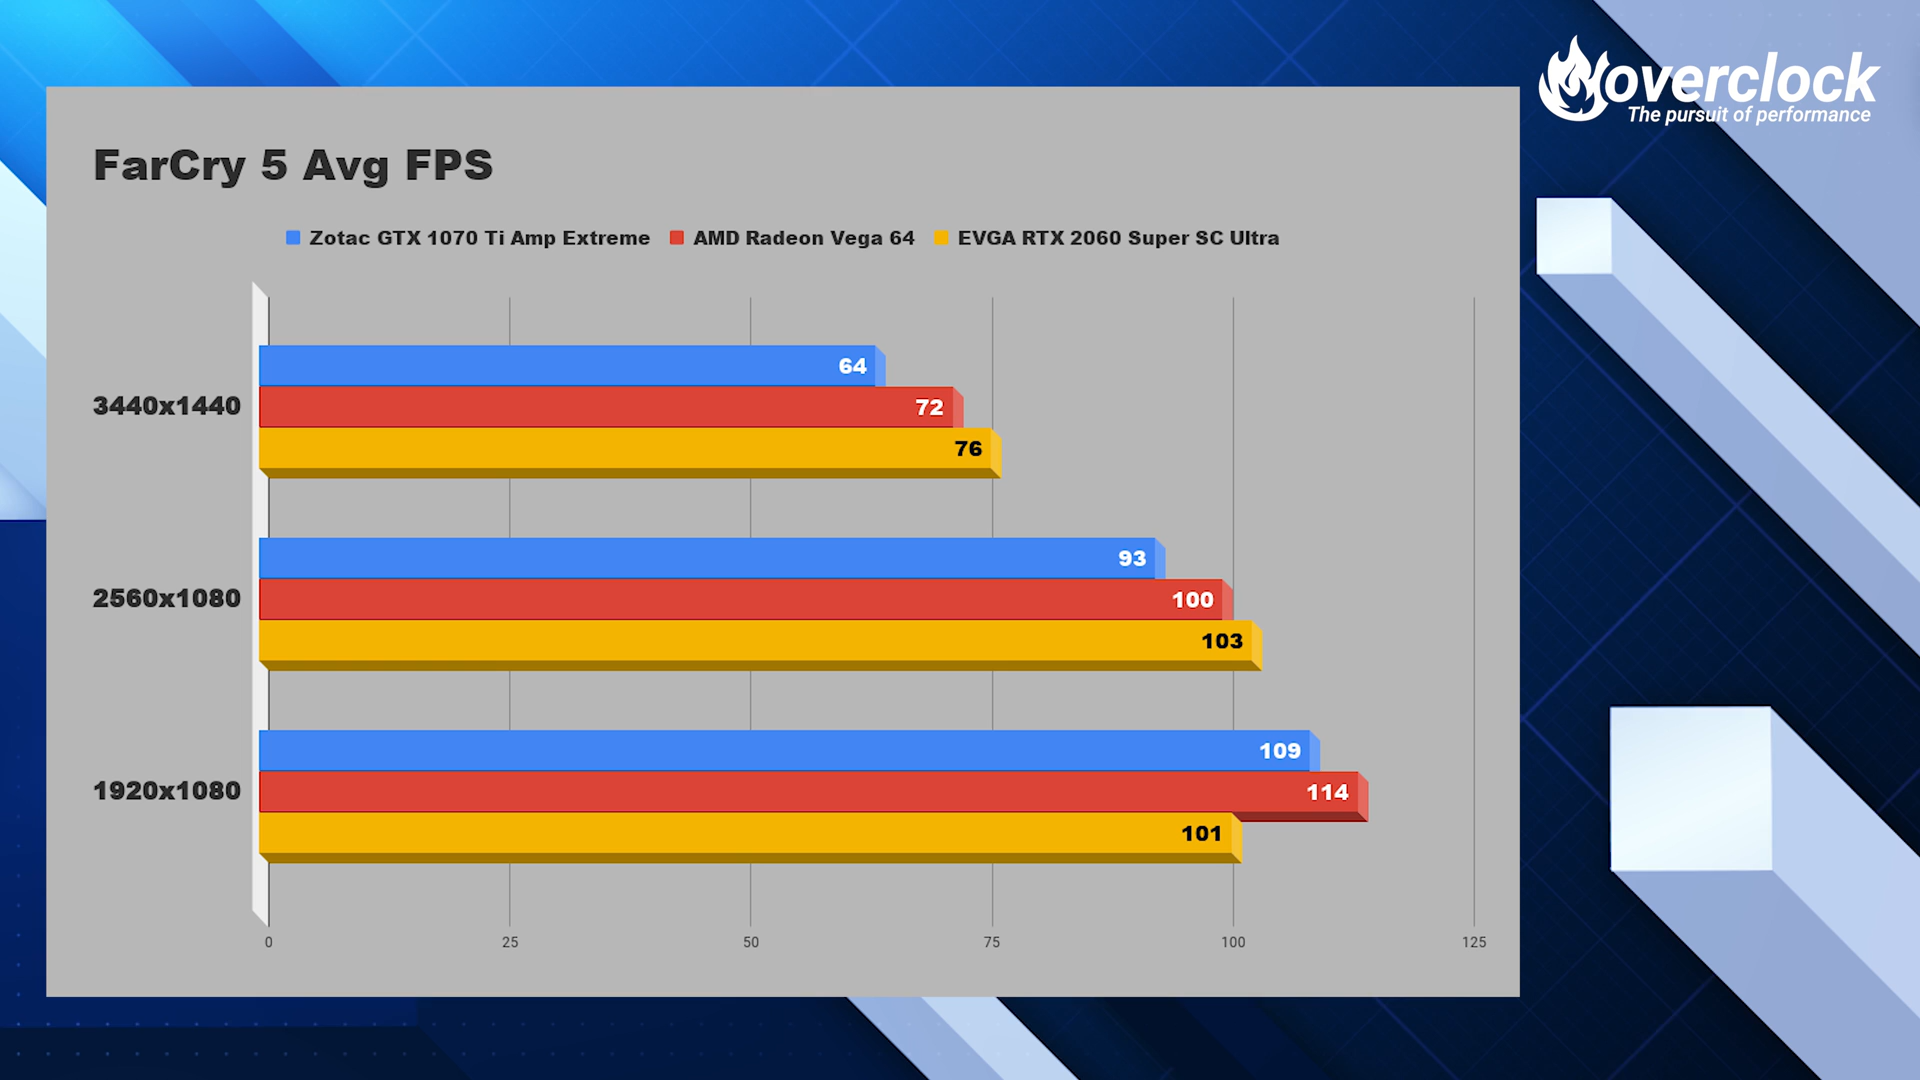 overclock
The pursuit of performance
FarCry 5 Avg FPS
Zotac GTX 1070 Ti Amp Extreme AMD Radeon Vega 64 EVGA RTX 2060 Super SC Ultra
3440x1440
64
72
76
2560x1080
93
100
103
1920x1080
109
114
101
0 25 50 75 100 125